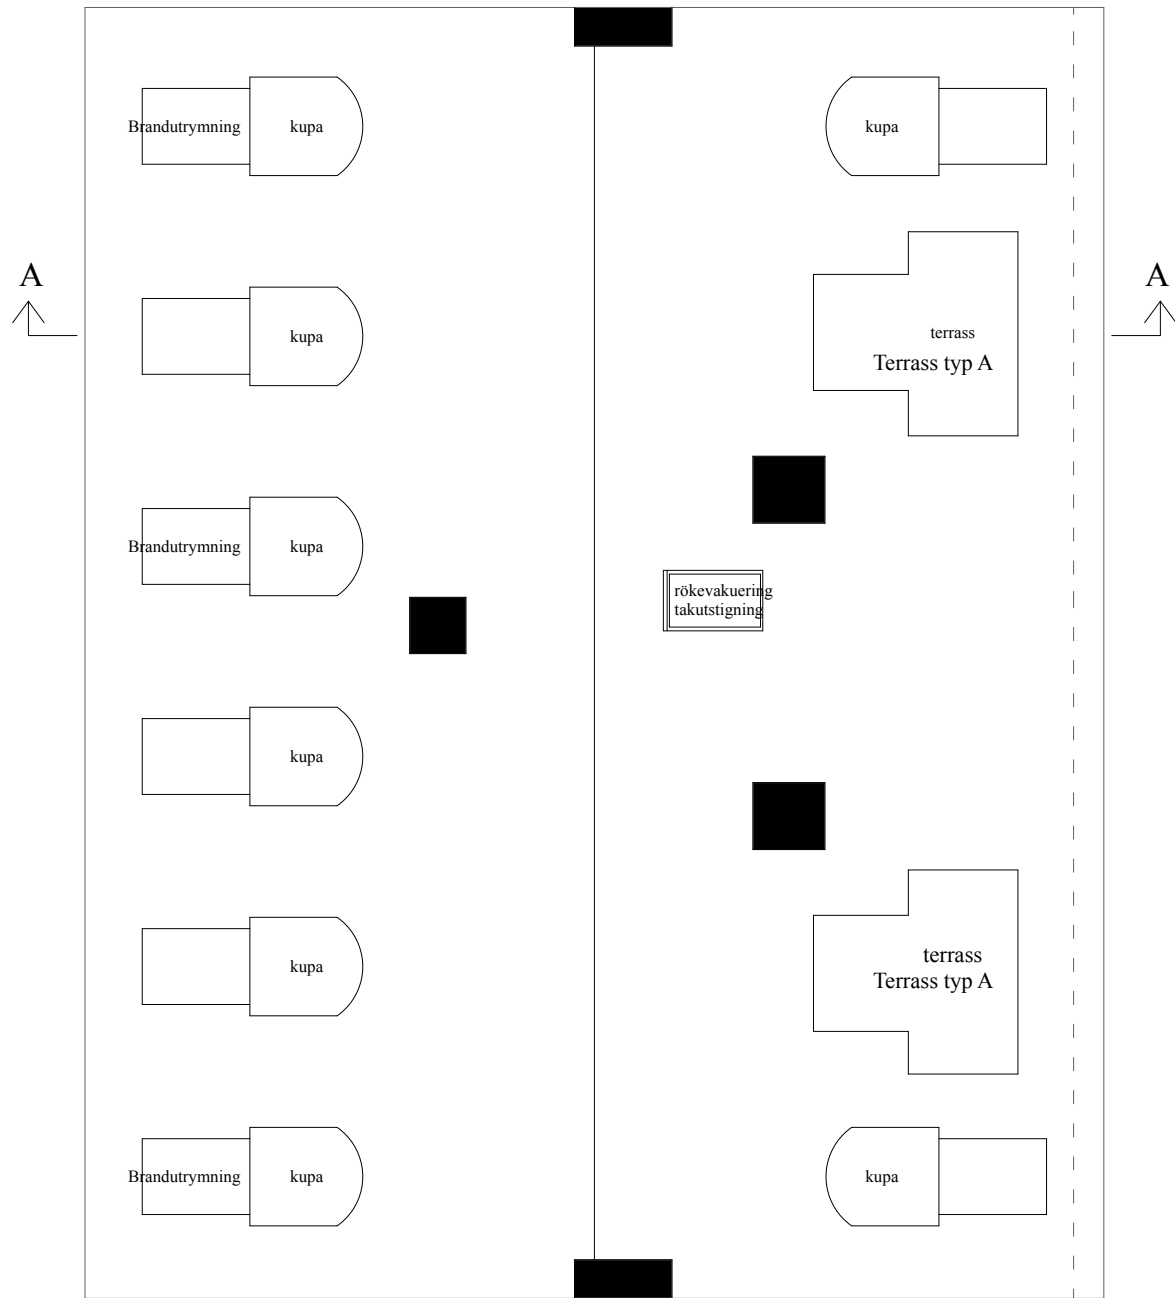 Brandutrymning
kupa
kupa
A
A
kupa
terrass
Terrass typ A
Brandutrymning
kupa
rökevakuering
takutstigning
kupa
terrass
Terrass typ A
kupa
Brandutrymning
kupa
kupa